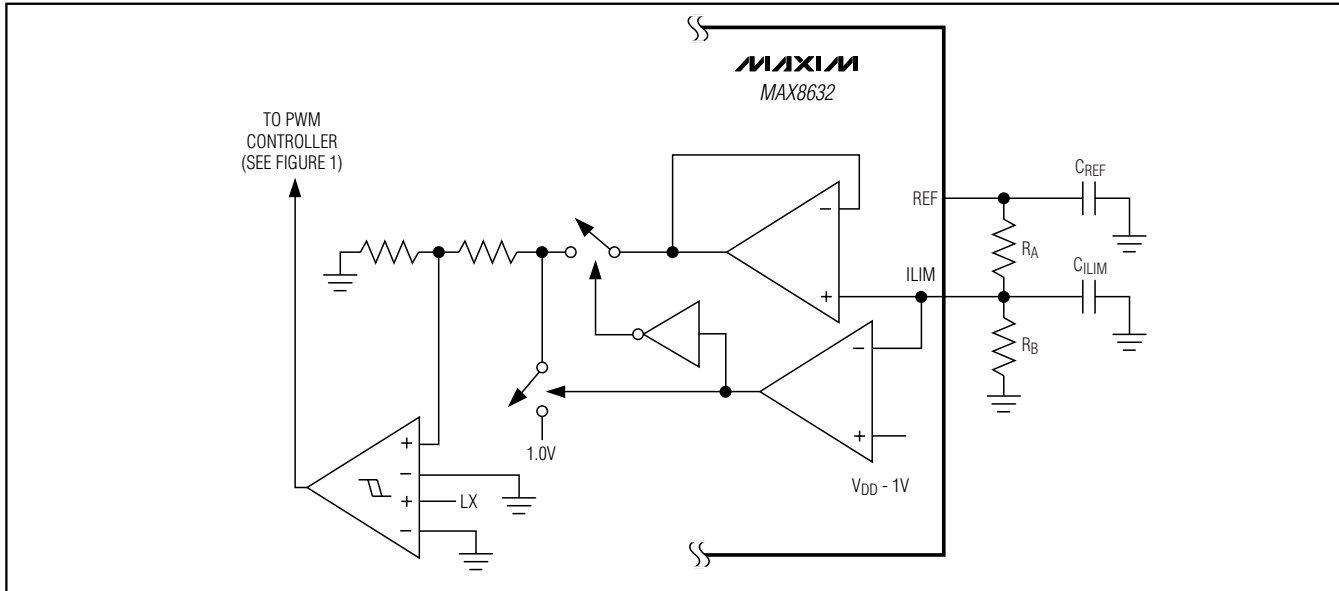 MAXIM
MAX8632
TO PWM
CONTROLLER
(SEE FIGURE 1)
CREF
REF
−
RA
ILIM
CILIM
+
−
RB
+
1.0V
VDD - 1V
+
−
+
LX
−